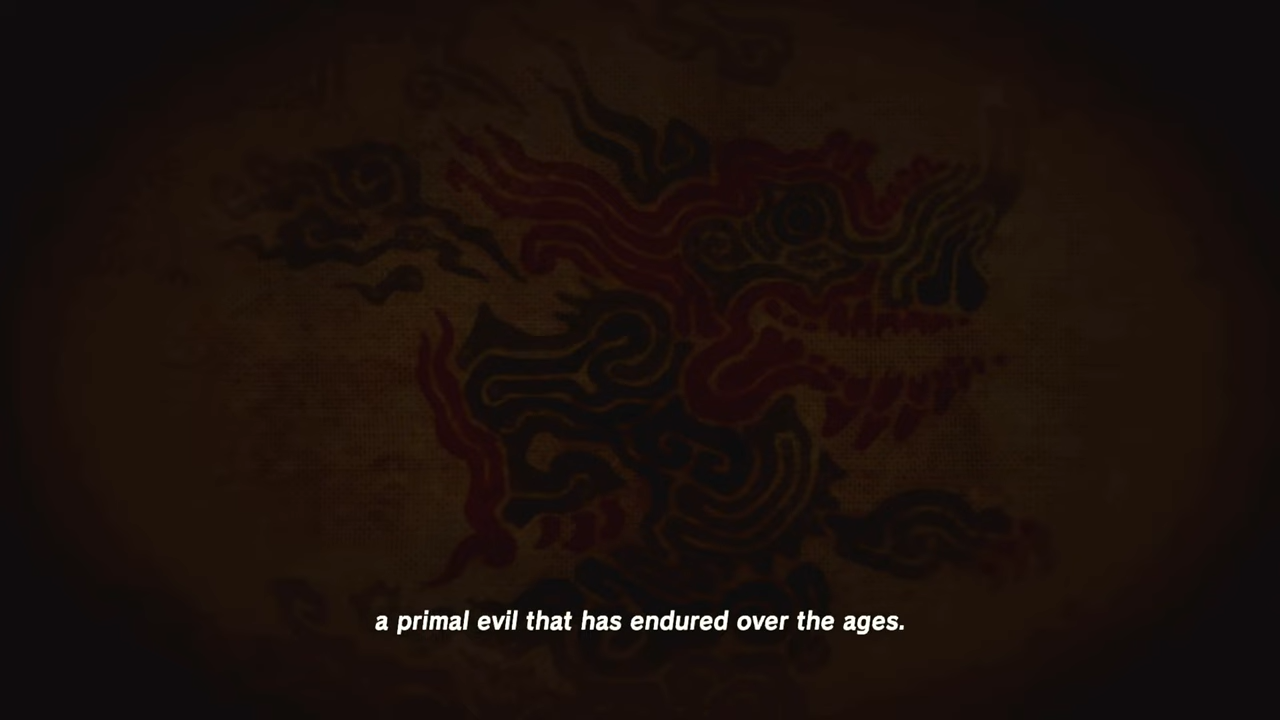 a primal evil that has endured over the ages.